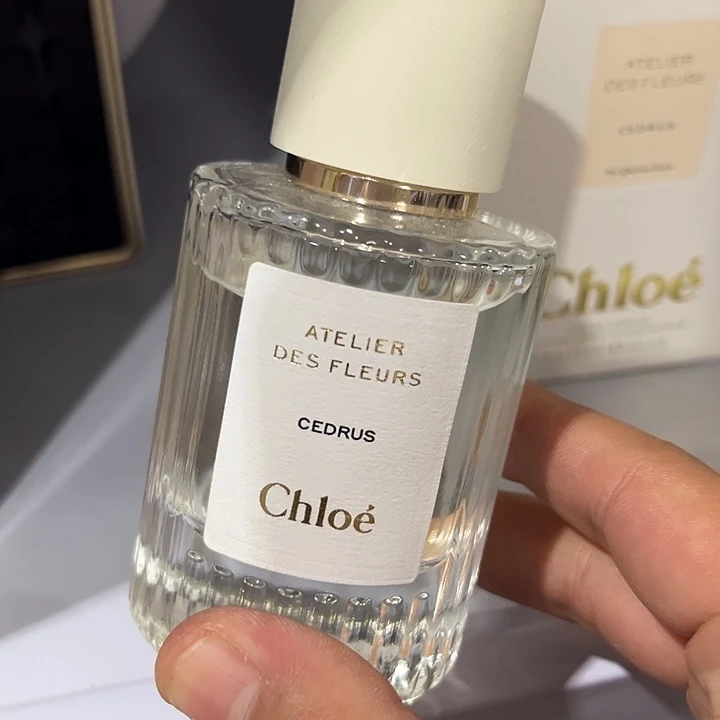 ATELIER
DES FLEURS
CEDRUS
Chloé
ATELIER
DES FLEURS
CEDRUS
Chloé